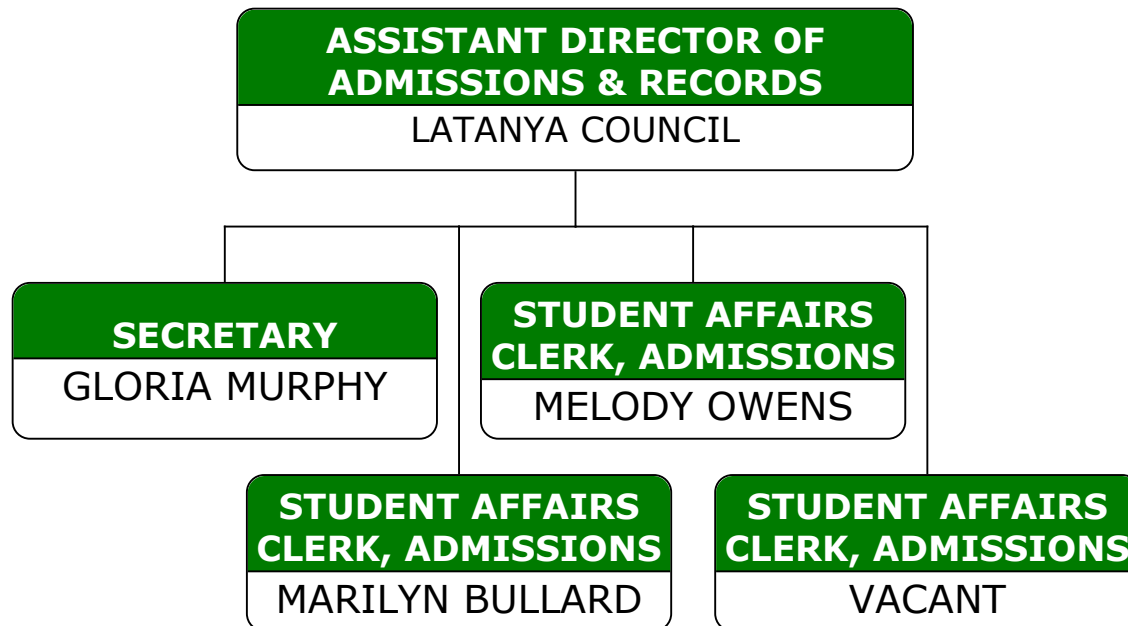 ASSISTANT DIRECTOR OF
ADMISSIONS & RECORDS
LATANYA COUNCIL
SECRETARY
GLORIA MURPHY
STUDENT AFFAIRS
CLERK, ADMISSIONS
MELODY OWENS
STUDENT AFFAIRS
CLERK, ADMISSIONS
MARILYN BULLARD
STUDENT AFFAIRS
CLERK, ADMISSIONS
VACANT